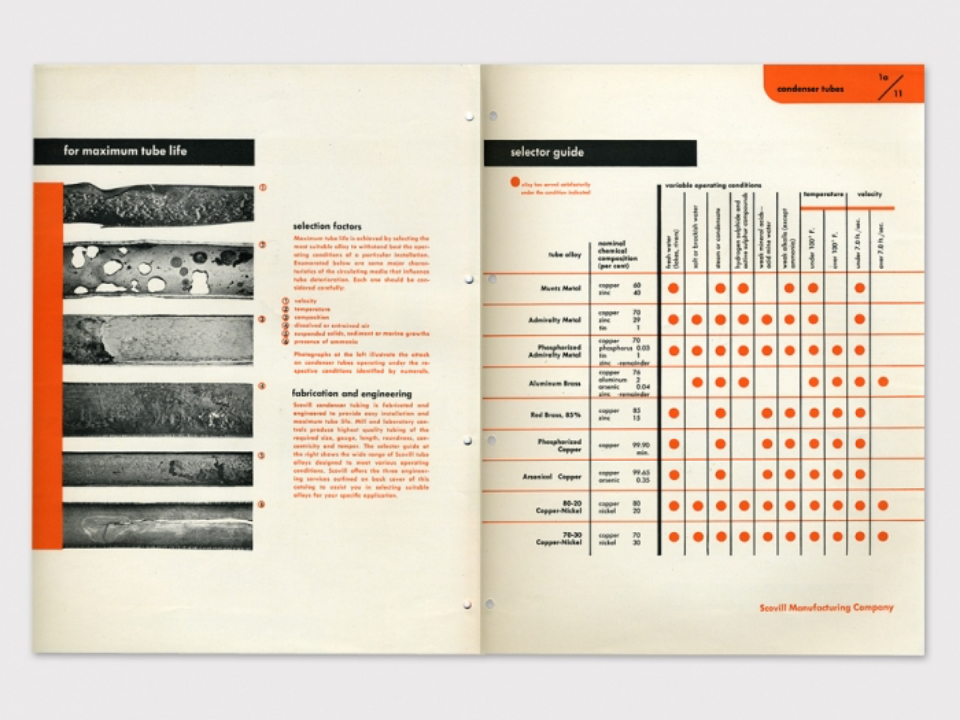 for maximum tube life
1
2
3
4
5
6
selection factors
Maximum tube life is achieved by selecting the
most suitable alloy to withstand best the oper-
ating conditions of a particular installation.
Enumerated below are some major charac-
teristics of the circulating media that influence
tube deterioration. Each one should be con-
sidered carefully:
1 velocity
2 temperature
3 composition
4 dissolved or entrained air
5 suspended solids, sediment or marine growths
6 presence of ammonia
Photographs at the left illustrate the attack
on condenser tubes operating under the re-
spective conditions identified by numerals.
fabrication and engineering
Scovill condenser tubing is fabricated and
engineered to provide easy installation and
maximum tube life. Mill and laboratory con-
trols produce highest quality tubing of the
required size, gauge, length, roundness, con-
centricity and temper. The selector guide at
the right shows the wide range of Scovill tube
alloys designed to meet various operating
conditions. Scovill offers the three engineer-
ing services outlined on back cover of this
catalog to assist you in selecting suitable
alloys for your specific application.
condenser tubes
1a / 11
selector guide
alloy has served satisfactorily
under the condition indicated
variable operating conditions
temperature
velocity
tube alloy
nominal
chemical
composition
(per cent)
fresh water
(lakes, rivers)
salt or brackish water
steam or condensate
hydrogen sulphide and
active sulphur compounds
weak mineral acids—
acid mine water
weak alkalis (except
ammonia)
under 100° F.
over 100° F.
under 7.0 ft./sec.
over 7.0 ft./sec.
Muntz Metal
copper 60
zinc 40
Admiralty Metal
copper 70
zinc 29
tin 1
Phosphorized
Admiralty Metal
copper 70
phosphorus 0.03
tin 1
zinc -remainder
Aluminum Brass
copper 76
aluminum 2
arsenic 0.04
zinc -remainder
Red Brass, 85%
copper 85
zinc 15
Phosphorized
Copper
copper 99.90
min.
Arsenical Copper
copper 99.65
arsenic 0.35
80-20
Copper-Nickel
copper 80
nickel 20
70-30
Copper-Nickel
copper 70
nickel 30
Scovill Manufacturing Company